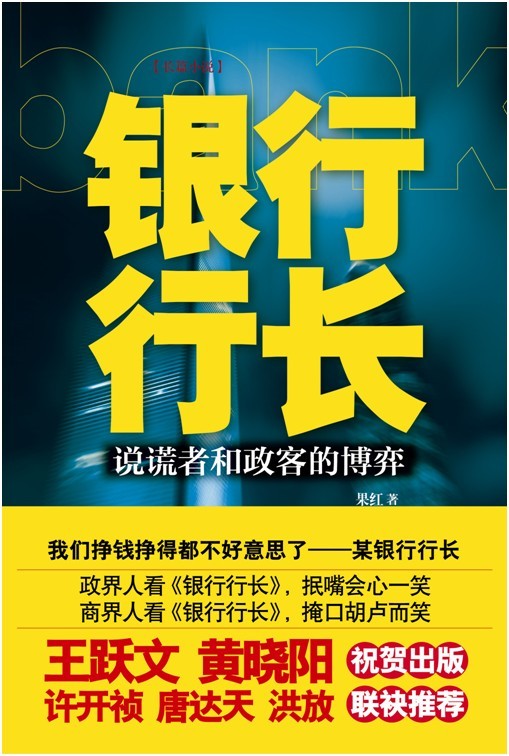 bank
银行
行长
说谎者和政客的博弈
果红 著
我们挣钱挣得都不好意思了——某银行行长
政界人看《银行行长》，抿嘴会心一笑
商界人看《银行行长》，掩口胡卢而笑
王跃文 黄晓阳 祝贺出版
许开祯 唐达天 洪放 联袂推荐